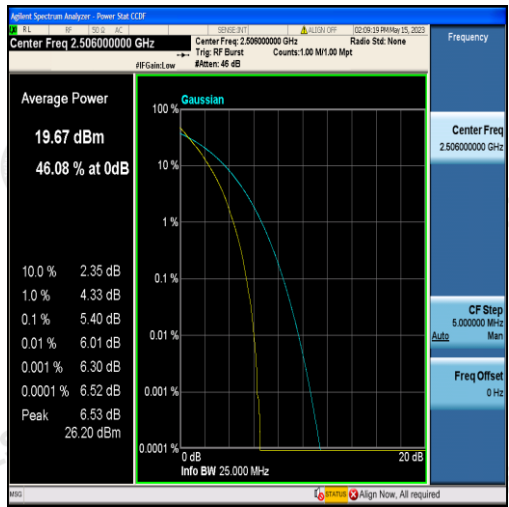 Agilent Spectrum Analyzer - Power Stat CCDF
RL RF 50 Ω AC SENSE:INT ALIGN OFF 02:09:19 PM May 15, 2023
Center Freq 2.506000000 GHz
Center Freq: 2.506000000 GHz Radio Std: None
Trig: RF Burst Counts:1.00 M/1.00 Mpt
#IFGain:Low #Atten: 46 dB
Frequency
Average Power
19.67 dBm
46.08 % at 0dB
10.0 % 2.35 dB
1.0 % 4.33 dB
0.1 % 5.40 dB
0.01 % 6.01 dB
0.001 % 6.30 dB
0.0001 % 6.52 dB
Peak 6.53 dB
26.20 dBm
Gaussian
100 %
10 %
1 %
0.1 %
0.01 %
0.001 %
0.0001 %
0 dB 20 dB
Info BW 25.000 MHz
Center Freq
2.506000000 GHz
CF Step
5.000000 MHz
Auto Man
Freq Offset
0 Hz
MSG STATUS Align Now, All required